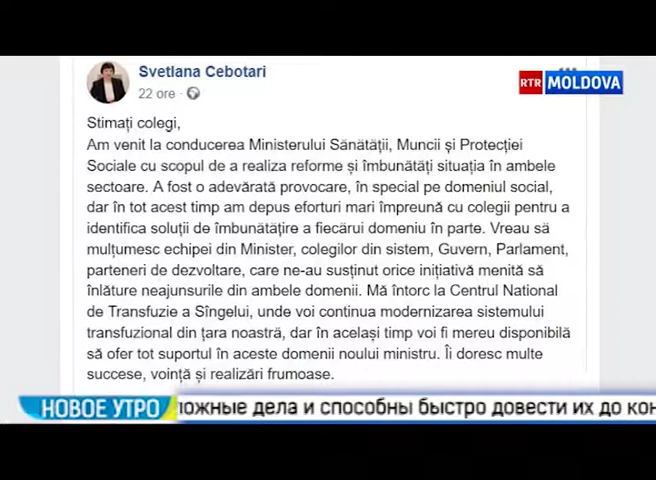 Svetlana Cebotari
22 ore ·
RTR MOLDOVA
Stimați colegi,
Am venit la conducerea Ministerului Sănătății, Muncii și Protecției
Sociale cu scopul de a realiza reforme și îmbunătăți situația în ambele
sectoare. A fost o adevărată provocare, în special pe domeniul social,
dar în tot acest timp am depus eforturi mari împreună cu colegii pentru a
identifica soluții de îmbunătățire a fiecărui domeniu în parte. Vreau să
mulțumesc echipei din Minister, colegilor din sistem, Guvern, Parlament,
parteneri de dezvoltare, care ne-au susținut orice inițiativă menită să
înlăture neajunsurile din ambele domenii. Mă întorc la Centrul National
de Transfuzie a Sîngelui, unde voi continua modernizarea sistemului
transfuzional din țara noastră, dar în același timp voi fi mereu disponibilă
să ofer tot suportul în aceste domenii noului ministru. Îi doresc multe
succese, voință și realizări frumoase.
НОВОЕ УТРО ложные дела и способны быстро довести их до кон